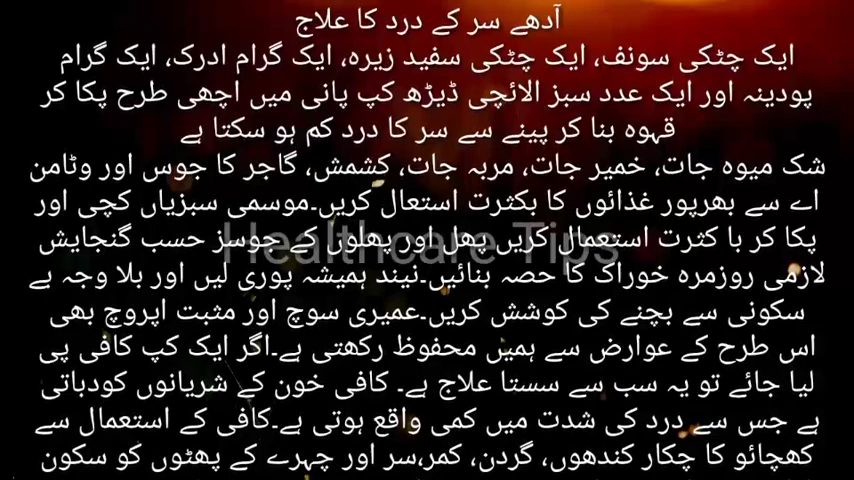 آدھے سر کے درد کا علاج
ایک چٹکی سونف، ایک چٹکی سفید زیرہ، ایک گرام ادرک، ایک گرام
پودینہ اور ایک عدد سبز الائچی ڈیڑھ کپ پانی میں اچھی طرح پکا کر
قہوہ بنا کر پینے سے سر کا درد کم ہو سکتا ہے
شک میوہ جات، خمیر جات، مربہ جات، کشمش، گاجر کا جوس اور وٹامن
اے سے بھرپور غذائوں کا بکثرت استعال کریں۔موسمی سبزیاں کچی اور
پکا کر با کثرت استعمال کریں پھل اور پھلوں کے جوسز حسب گنجایش
Healthcare Tips
لازمی روزمرہ خوراک کا حصہ بنائیں۔نیند ہمیشہ پوری لیں اور بلا وجہ بے
سکونی سے بچنے کی کوشش کریں۔عمیری سوچ اور مثبت اپروچ بھی
اس طرح کے عوارض سے ہمیں محفوظ رکھتی ہے۔اگر ایک کپ کافی پی
لیا جائے تو یہ سب سے سستا علاج ہے۔ کافی خون کے شریانوں کودباتی
ہے جس سے درد کی شدت میں کمی واقع ہوتی ہے۔کافی کے استعمال سے
کھچائو کا چکار کندھوں، گردن، کمر،سر اور چہرے کے پھٹوں کو سکون